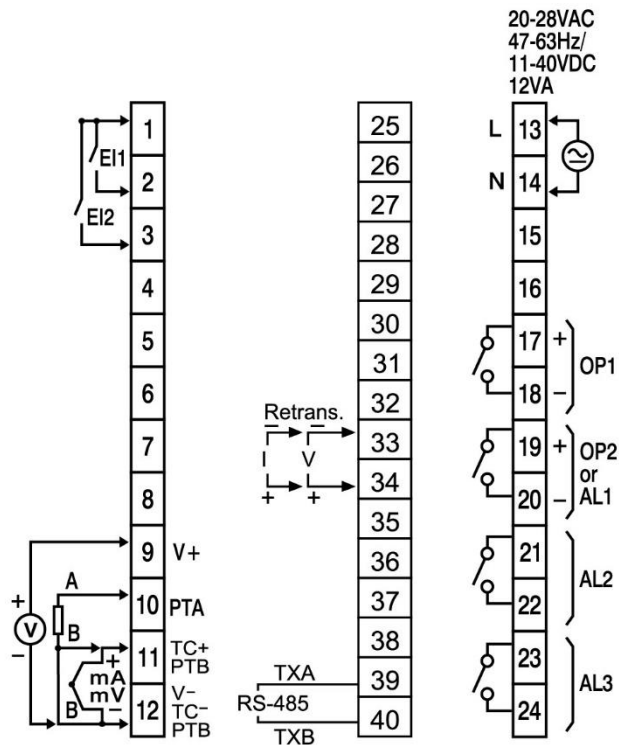 20-28VAC
47-63Hz/
11-40VDC
12VA
1
2
3
4
5
6
7
8
9
10
11
12
EI1
EI2
V+
PTA
TC+
PTB
V−
TC−
PTB
+
V
−
A
B
+
mA
mV
B
−
25
26
27
28
29
30
31
32
33
34
35
36
37
38
39
40
Retrans.
− −
I V
+ +
TXA
RS-485
TXB
L 13
N 14
15
16
17 +
18 −
OP1
19 +
20 −
OP2
or
AL1
21
22
AL2
23
24
AL3